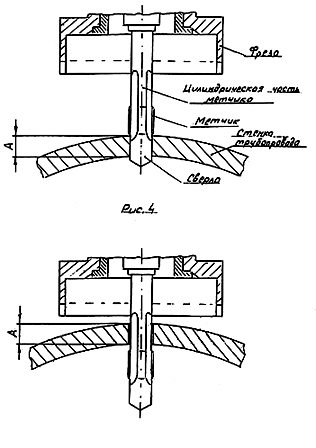 Фреза
Цилиндрическая часть
метчика
Метчик
Стенка
трубопровода
Сверло
А
Рис. 4
А